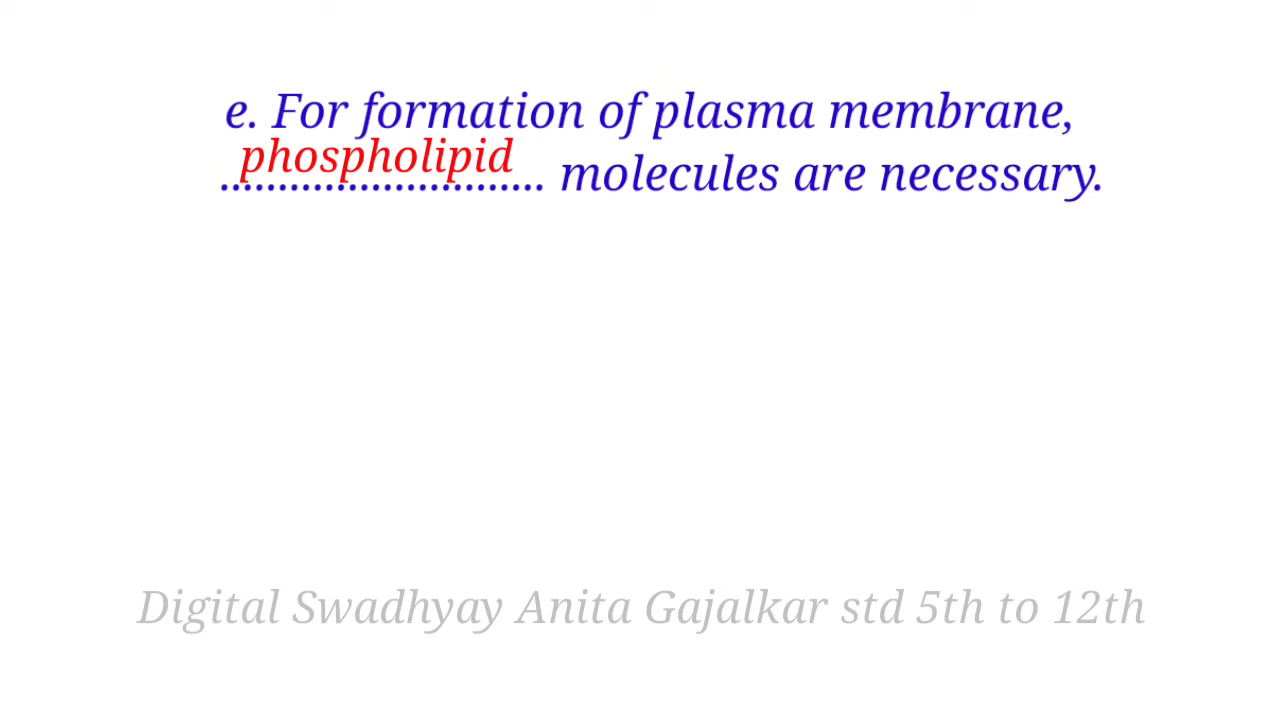 e. For formation of plasma membrane,
phospholipid
........................... molecules are necessary.
Digital Swadhyay Anita Gajalkar std 5th to 12th